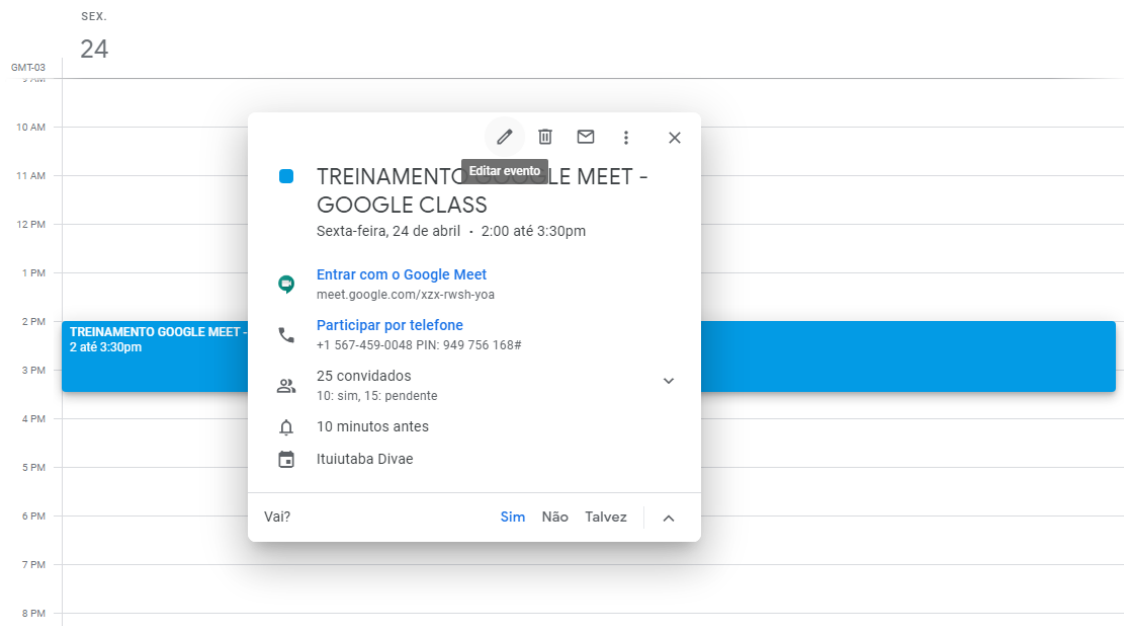 SEX.
24
GMT-03
9 AM
10 AM
11 AM
12 PM
1 PM
2 PM
3 PM
4 PM
5 PM
6 PM
7 PM
8 PM
TREINAMENTO GOOGLE MEET -
2 até 3:30pm
Editar evento
TREINAMENTO GOOGLE MEET -
GOOGLE CLASS
Sexta-feira, 24 de abril • 2:00 até 3:30pm
Entrar com o Google Meet
meet.google.com/xzx-rwsh-yoa
Participar por telefone
+1 567-459-0048 PIN: 949 756 168#
25 convidados
10: sim, 15: pendente
10 minutos antes
Ituiutaba Divae
Vai? Sim Não Talvez